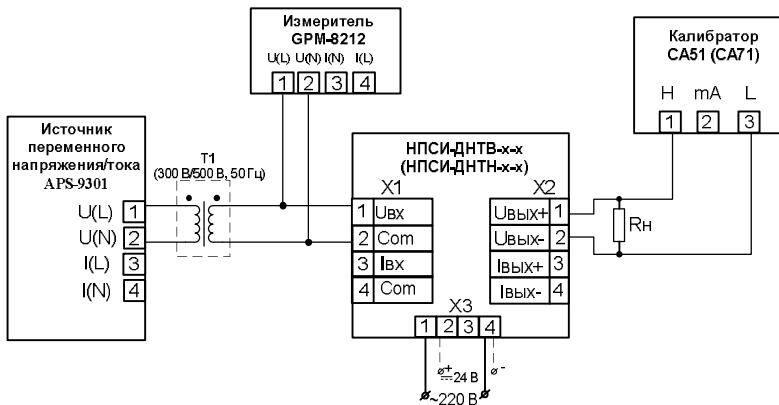 Измеритель
GPM-8212
U(L) U(N) I(N) I(L)
1 2 3 4
Калибратор
CA51 (CA71)
H mA L
1 2 3
Источник
переменного
напряжения/тока
APS-9301
U(L) 1
U(N) 2
I(L) 3
I(N) 4
T1
(300 В/500 В, 50 Гц)
НПСИ-ДНТВ-х-х
(НПСИ-ДНТН-х-х)
X1
1 Uвх
2 Com
3 Iвх
4 Com
X2
Uвых+ 1
Uвых- 2
Iвых+ 3
Iвых- 4
Rн
X3
1 2 3 4
+ -
24 В
~220 В